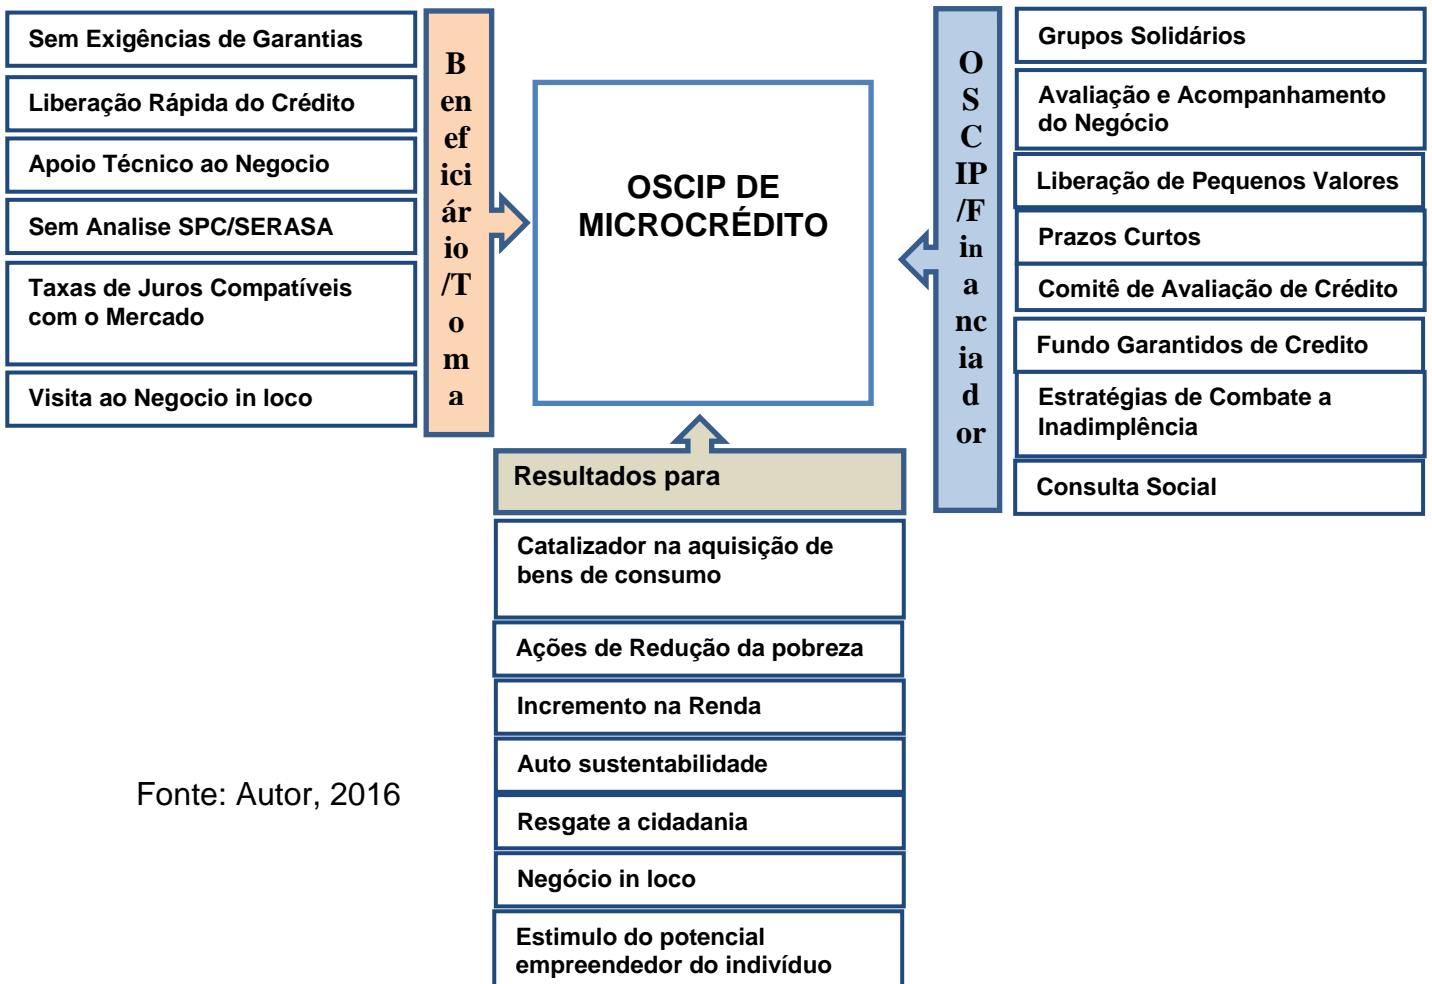 Sem Exigências de Garantias
Liberação Rápida do Crédito
Apoio Técnico ao Negocio
Sem Analise SPC/SERASA
Taxas de Juros Compatíveis
com o Mercado
Visita ao Negocio in loco
B
en
ef
ici
ár
io
/T
o
m
a
OSCIP DE
MICROCRÉDITO
O
S
C
IP
/F
in
a
nc
ia
d
or
Grupos Solidários
Avaliação e Acompanhamento
do Negócio
Liberação de Pequenos Valores
Prazos Curtos
Comitê de Avaliação de Crédito
Fundo Garantidos de Credito
Estratégias de Combate a
Inadimplência
Consulta Social
Resultados para
Catalizador na aquisição de
bens de consumo
Ações de Redução da pobreza
Incremento na Renda
Auto sustentabilidade
Resgate a cidadania
Negócio in loco
Estimulo do potencial
empreendedor do indivíduo
Fonte: Autor, 2016